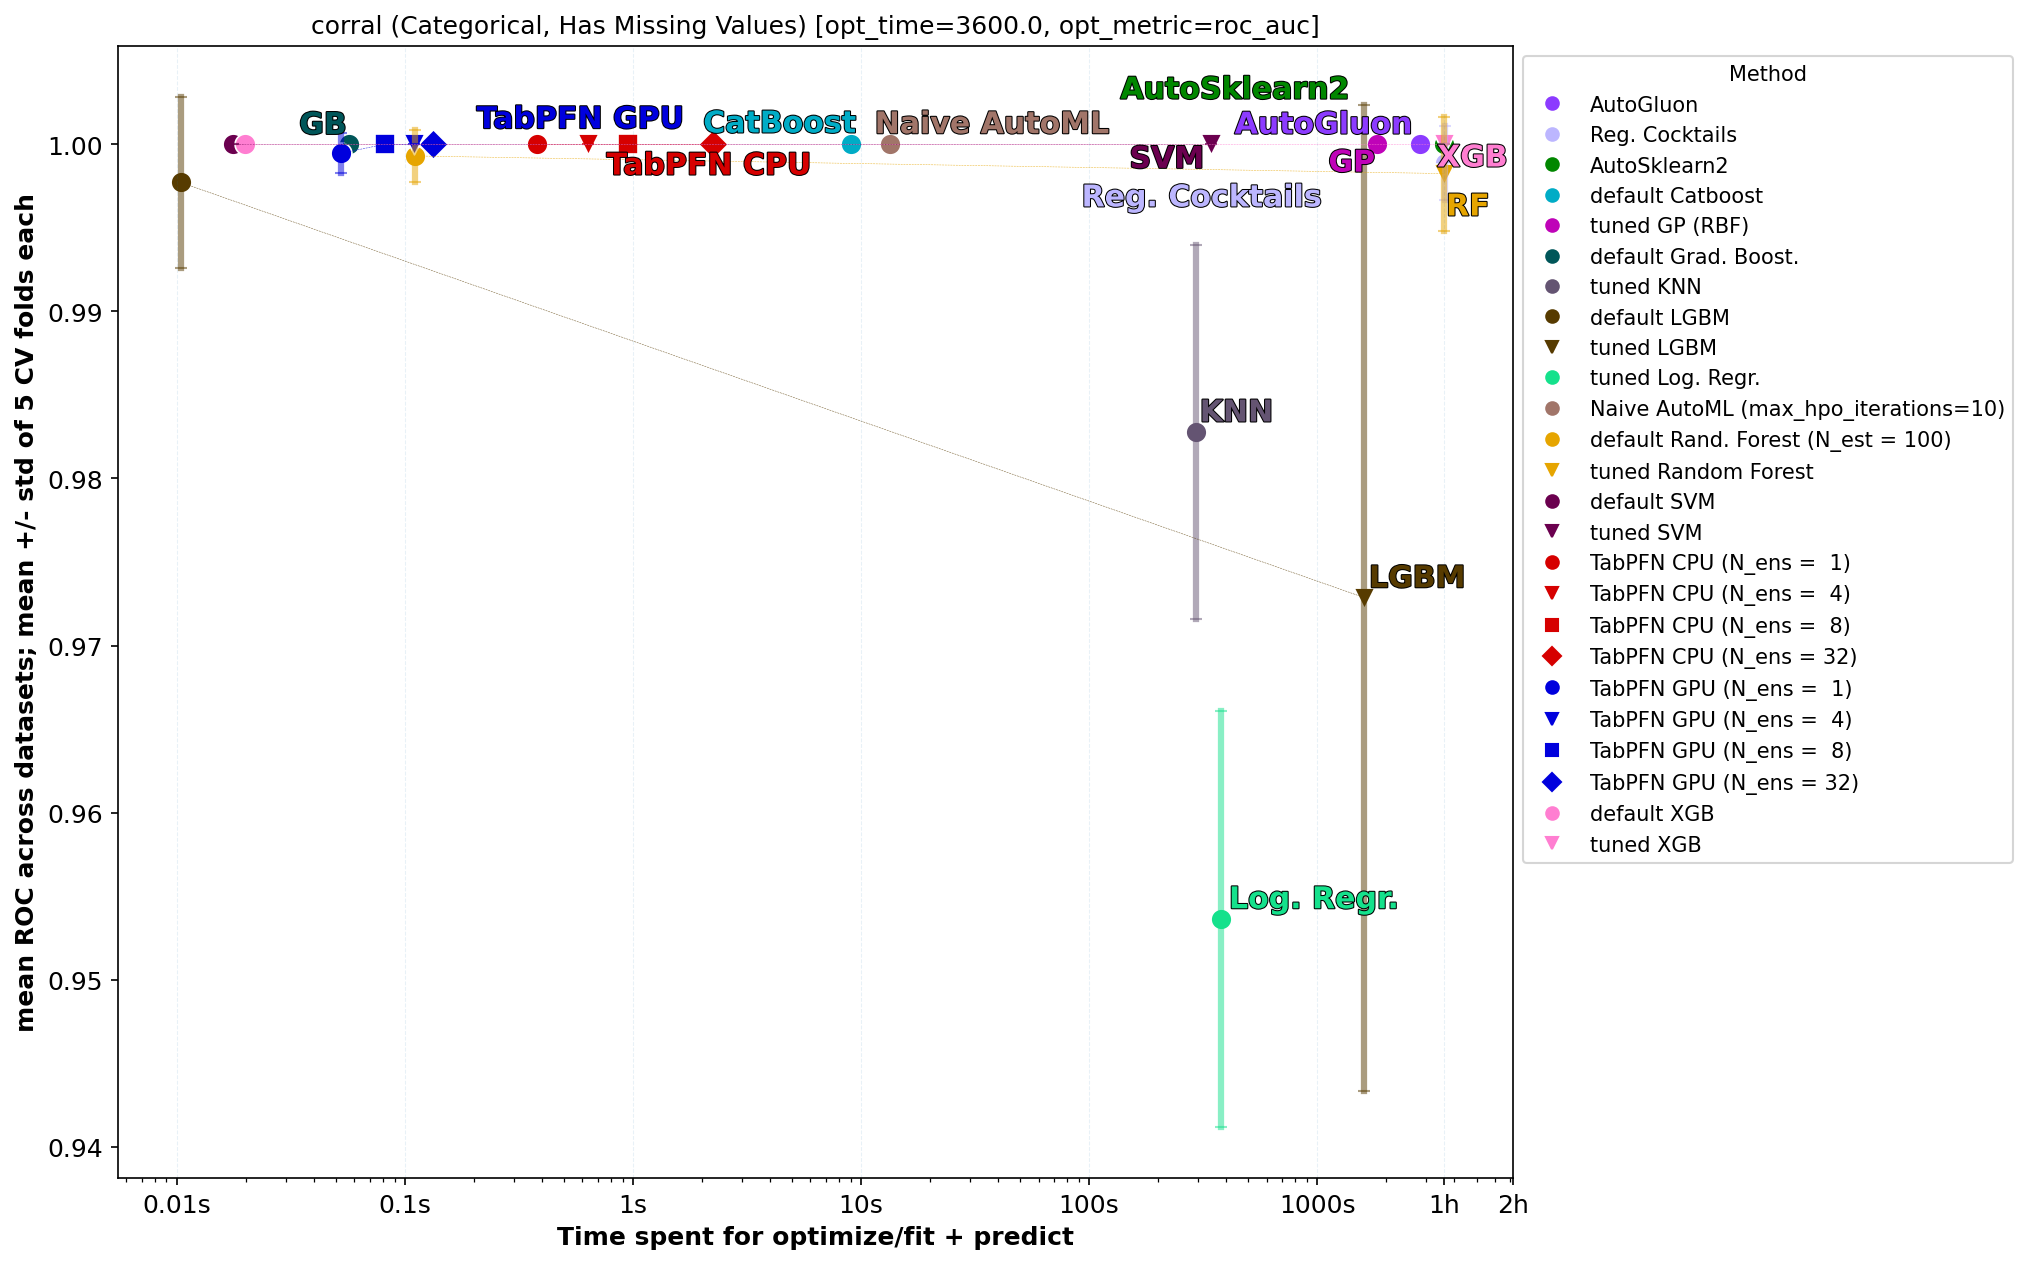 corral (Categorical, Has Missing Values) [opt_time=3600.0, opt_metric=roc_auc]
mean ROC across datasets; mean +/- std of 5 CV folds each
1.00
0.99
0.98
0.97
0.96
0.95
0.94
AutoSklearn2
GB
TabPFN GPU
CatBoost
Naive AutoML
AutoGluon
TabPFN CPU
SVM
GP
XGB
Reg. Cocktails
RF
KNN
LGBM
Log. Regr.
0.01s
0.1s
1s
10s
100s
1000s
1h
2h
Time spent for optimize/fit + predict
Method
AutoGluon
Reg. Cocktails
AutoSklearn2
default Catboost
tuned GP (RBF)
default Grad. Boost.
tuned KNN
default LGBM
tuned LGBM
tuned Log. Regr.
Naive AutoML (max_hpo_iterations=10)
default Rand. Forest (N_est = 100)
tuned Random Forest
default SVM
tuned SVM
TabPFN CPU (N_ens =  1)
TabPFN CPU (N_ens =  4)
TabPFN CPU (N_ens =  8)
TabPFN CPU (N_ens = 32)
TabPFN GPU (N_ens =  1)
TabPFN GPU (N_ens =  4)
TabPFN GPU (N_ens =  8)
TabPFN GPU (N_ens = 32)
default XGB
tuned XGB